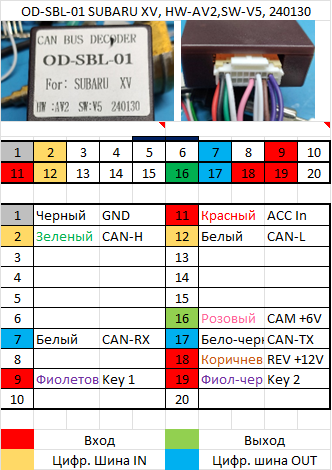 OD-SBL-01 SUBARU XV, HW-AV2,SW-V5, 240130
CAN BUS DECODER
OD-SBL-01
For: SUBARU XV
HW :AV2 SW:V5 240130
1 2 3 4 5 6 7 8 9 10
11 12 13 14 15 16 17 18 19 20
1 Черный GND 11 Красный ACC In
2 Зеленый CAN-H 12 Белый CAN-L
3 13
4 14
5 15
6 16 Розовый CAM +6V
7 Белый CAN-RX 17 Бело-черн CAN-TX
8 18 Коричнев REV +12V
9 Фиолетов Key 1 19 Фиол-чер Key 2
10 20
Вход Выход
Цифр. Шина IN Цифр. шина OUT